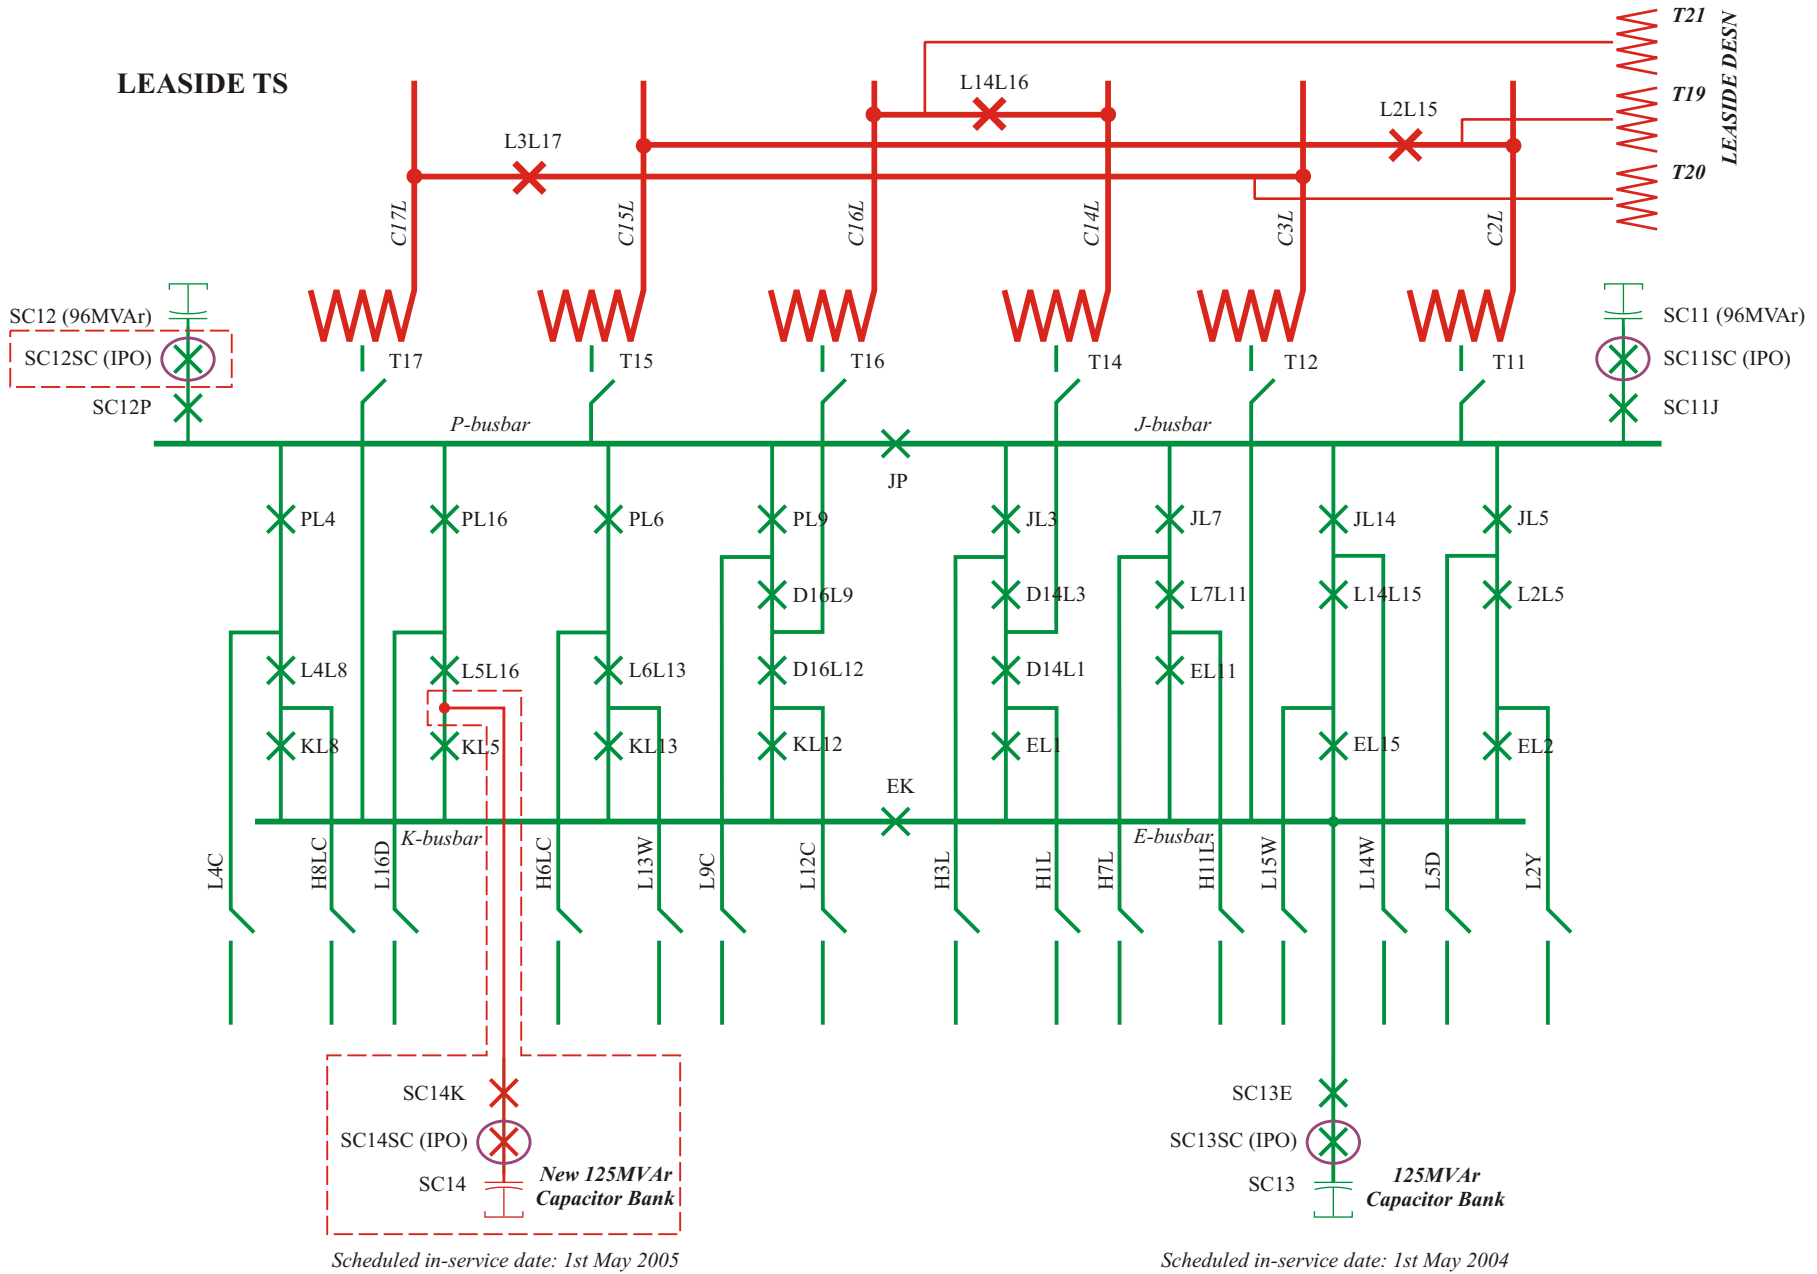 LEASIDE TS
T21
T19
T20
LEASIDE DESN
L14L16
L2L15
L3L17
C17L
C15L
C16L
C14L
C3L
C2L
SC12 (96MVAr)
SC12SC (IPO)
SC12P
T17
T15
T16
T14
T12
T11
SC11 (96MVAr)
SC11SC (IPO)
SC11J
P-busbar
J-busbar
JP
PL4
PL16
PL6
PL9
JL3
JL7
JL14
JL5
D16L9
D14L3
L7L11
L14L15
L2L5
L4L8
L5L16
L6L13
D16L12
D14L1
EL11
KL8
KL5
KL13
KL12
EL1
EL15
EL2
EK
K-busbar
E-busbar
L4C
H8LC
L16D
H6LC
L13W
L9C
L12C
H3L
H1L
H7L
H11L
L15W
L14W
L5D
L2Y
SC14K
SC14SC (IPO)
SC14
New 125MVAr
Capacitor Bank
SC13E
SC13SC (IPO)
SC13
125MVAr
Capacitor Bank
Scheduled in-service date: 1st May 2005
Scheduled in-service date: 1st May 2004